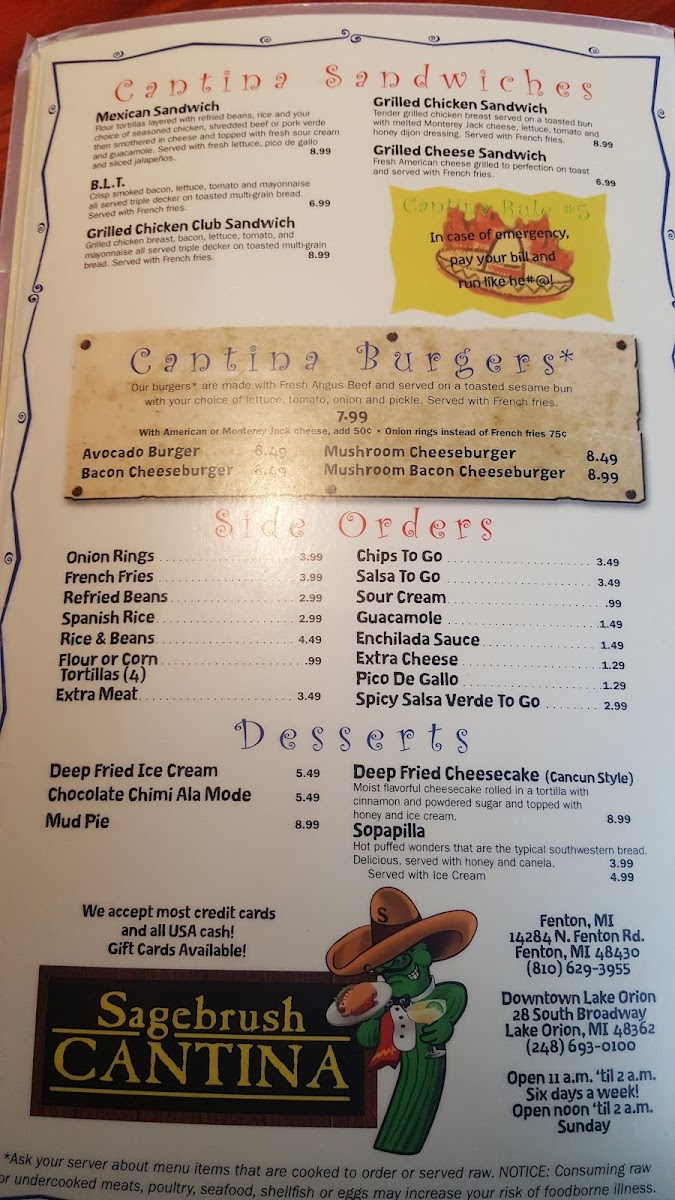 Cantina Sandwiches
Mexican Sandwich
Flour tortillas layered with refried beans, rice and your
choice of seasoned chicken, shredded beef or pork verde
then smothered in cheese and topped with fresh sour cream
and guacamole. Served with fresh lettuce, pico de gallo
and sliced jalapeños. 8.99
B.L.T.
Crisp smoked bacon, lettuce, tomato and mayonnaise
all served triple decker on toasted multi-grain bread.
Served with French fries. 6.99
Grilled Chicken Club Sandwich
Grilled chicken breast, bacon, lettuce, tomato, and
mayonnaise all served triple decker on toasted multi-grain
bread. Served with French fries. 8.99
Grilled Chicken Sandwich
Tender grilled chicken breast served on a toasted bun
with melted Monterey Jack cheese, lettuce, tomato and
honey dijon dressing. Served with French fries. 8.99
Grilled Cheese Sandwich
Fresh American cheese grilled to perfection on toast
and served with French fries. 6.99
Cantina Rule #5
In case of emergency,
pay your bill and
run like he#@!
Cantina Burgers*
Our burgers* are made with Fresh Angus Beef and served on a toasted sesame bun
with your choice of lettuce, tomato, onion and pickle. Served with French fries.
7.99
With American or Monterey Jack cheese, add 50¢ • Onion rings instead of French fries 75¢
Avocado Burger 8.49
Bacon Cheeseburger 8.49
Mushroom Cheeseburger 8.49
Mushroom Bacon Cheeseburger 8.99
Side Orders
Onion Rings 3.99
French Fries 3.99
Refried Beans 2.99
Spanish Rice 2.99
Rice & Beans 4.49
Flour or Corn .99
Tortillas (4)
Extra Meat 3.49
Chips To Go 3.49
Salsa To Go 3.49
Sour Cream .99
Guacamole 1.49
Enchilada Sauce 1.49
Extra Cheese 1.29
Pico De Gallo 1.29
Spicy Salsa Verde To Go 2.99
Desserts
Deep Fried Ice Cream 5.49
Chocolate Chimi Ala Mode 5.49
Mud Pie 8.99
Deep Fried Cheesecake (Cancun Style)
Moist flavorful cheesecake rolled in a tortilla with
cinnamon and powdered sugar and topped with
honey and ice cream. 8.99
Sopapilla
Hot puffed wonders that are the typical southwestern bread.
Delicious, served with honey and canela. 3.99
Served with Ice Cream 4.99
We accept most credit cards
and all USA cash!
Gift Cards Available!
S
Sagebrush
CANTINA
Fenton, MI
14284 N. Fenton Rd.
Fenton, MI 48430
(810) 629-3955
Downtown Lake Orion
28 South Broadway
Lake Orion, MI 48362
(248) 693-0100
Open 11 a.m. 'til 2 a.m.
Six days a week!
Open noon 'til 2 a.m.
Sunday
*Ask your server about menu items that are cooked to order or served raw. NOTICE: Consuming raw
or undercooked meats, poultry, seafood, shellfish or eggs may increase your risk of foodborne illness.